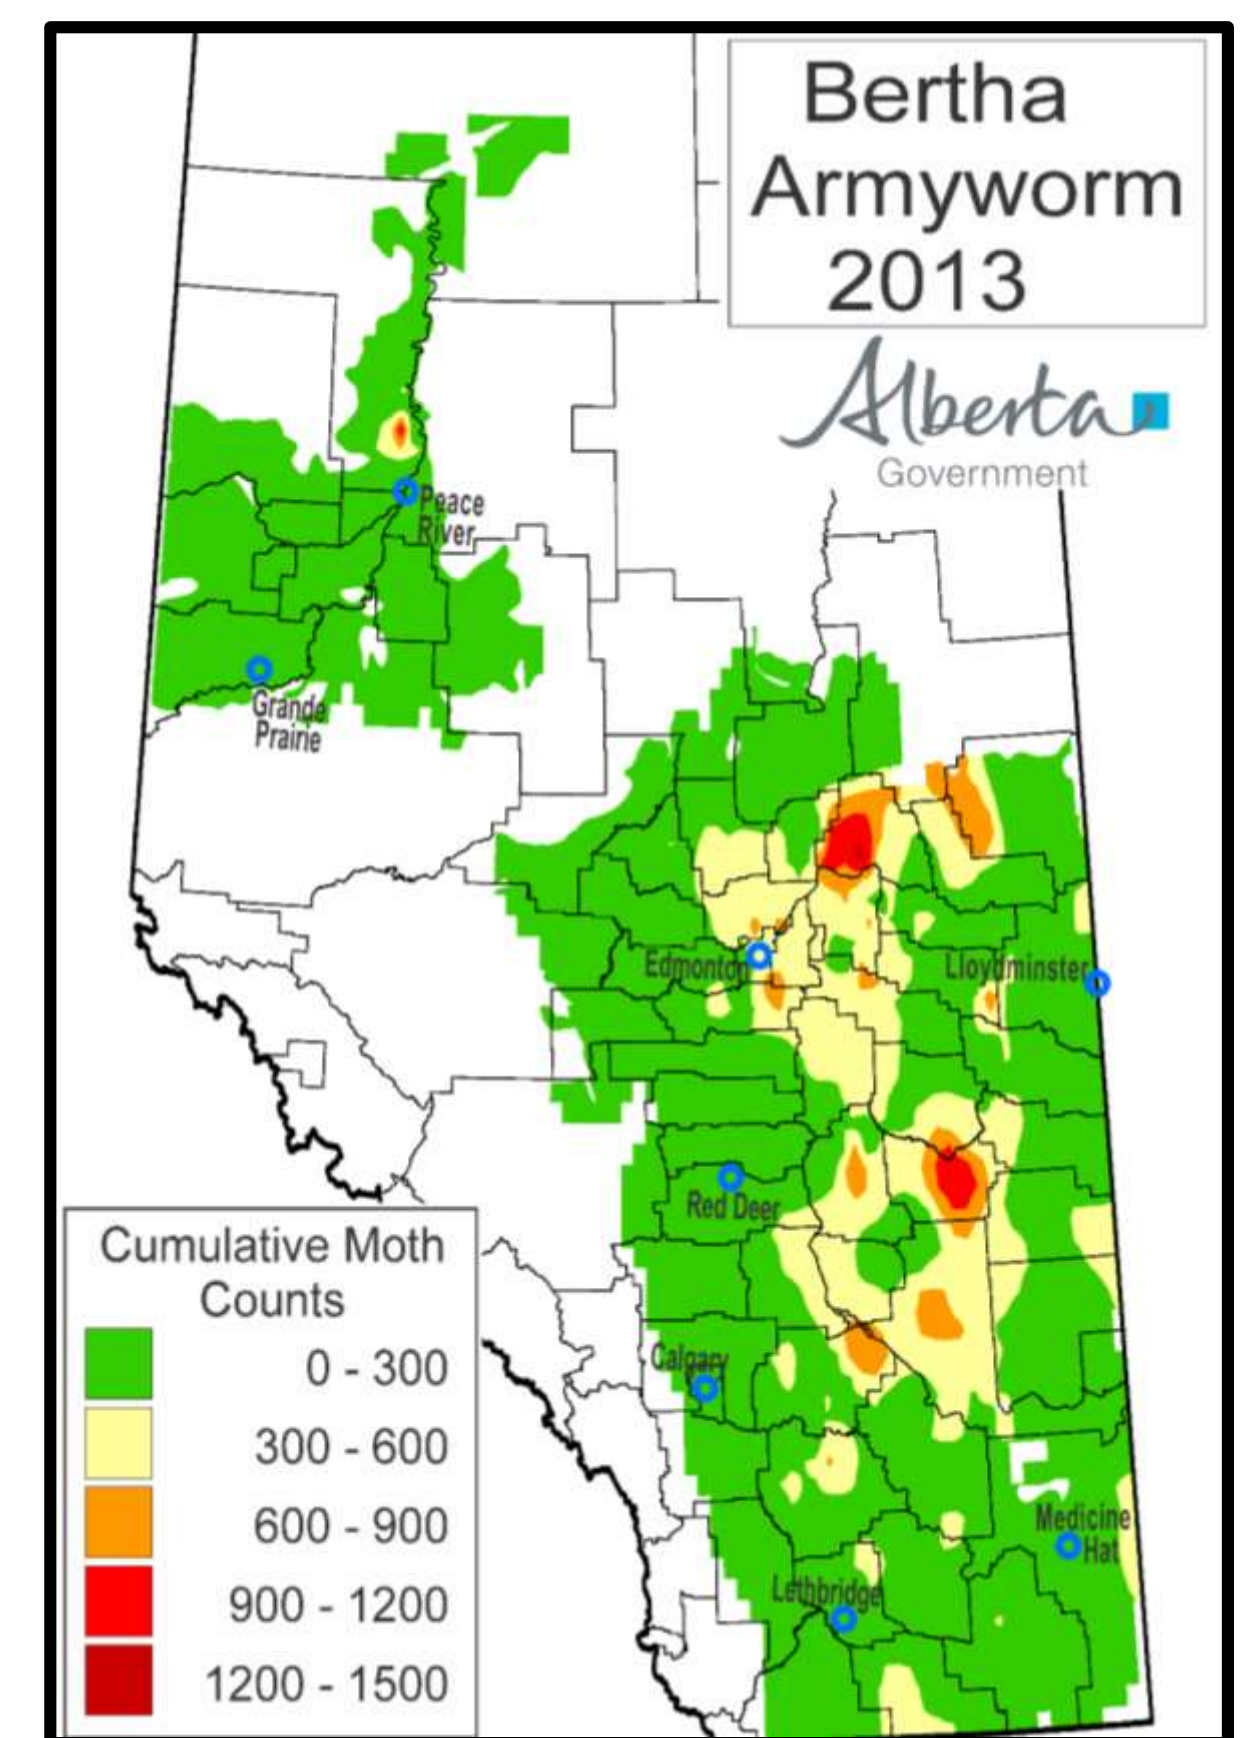 Bertha
Armyworm
2013
Alberta
Government
Peace
River
Grande
Prairie
Edmonton
Lloydminster
Red Deer
Calgary
Medicine
Hat
Lethbridge
Cumulative Moth
Counts
0 - 300
300 - 600
600 - 900
900 - 1200
1200 - 1500